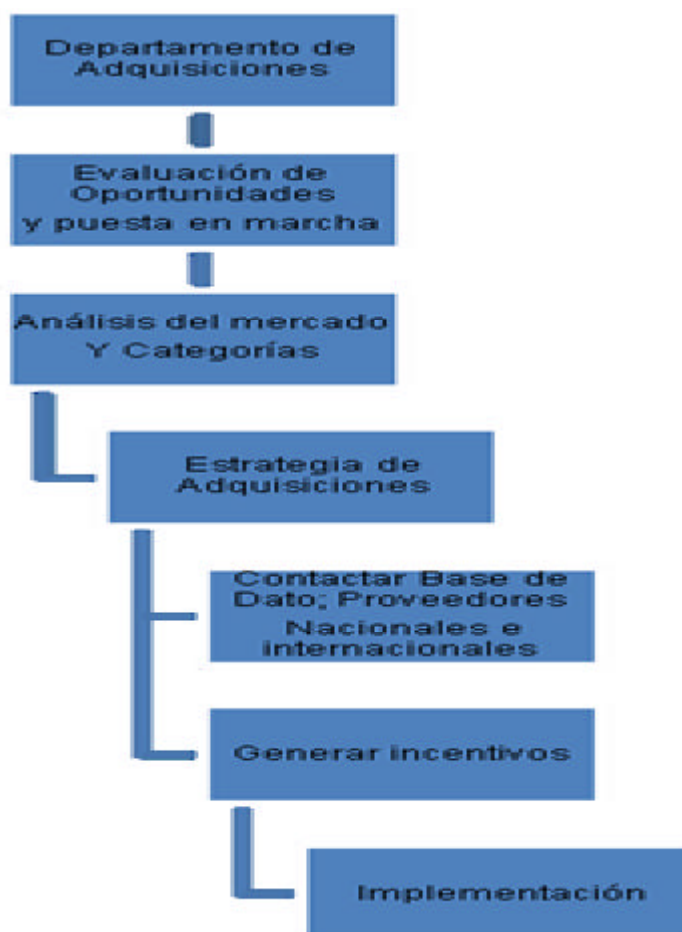 Departamento de
Adquisiciones
Evaluación de
Oportunidades
y puesta en marcha
Análisis del mercado
Y Categorías
Estrategia de
Adquisiciones
Contactar Base de
Dato; Proveedores
Nacionales e
internacionales
Generar incentivos
Implementación